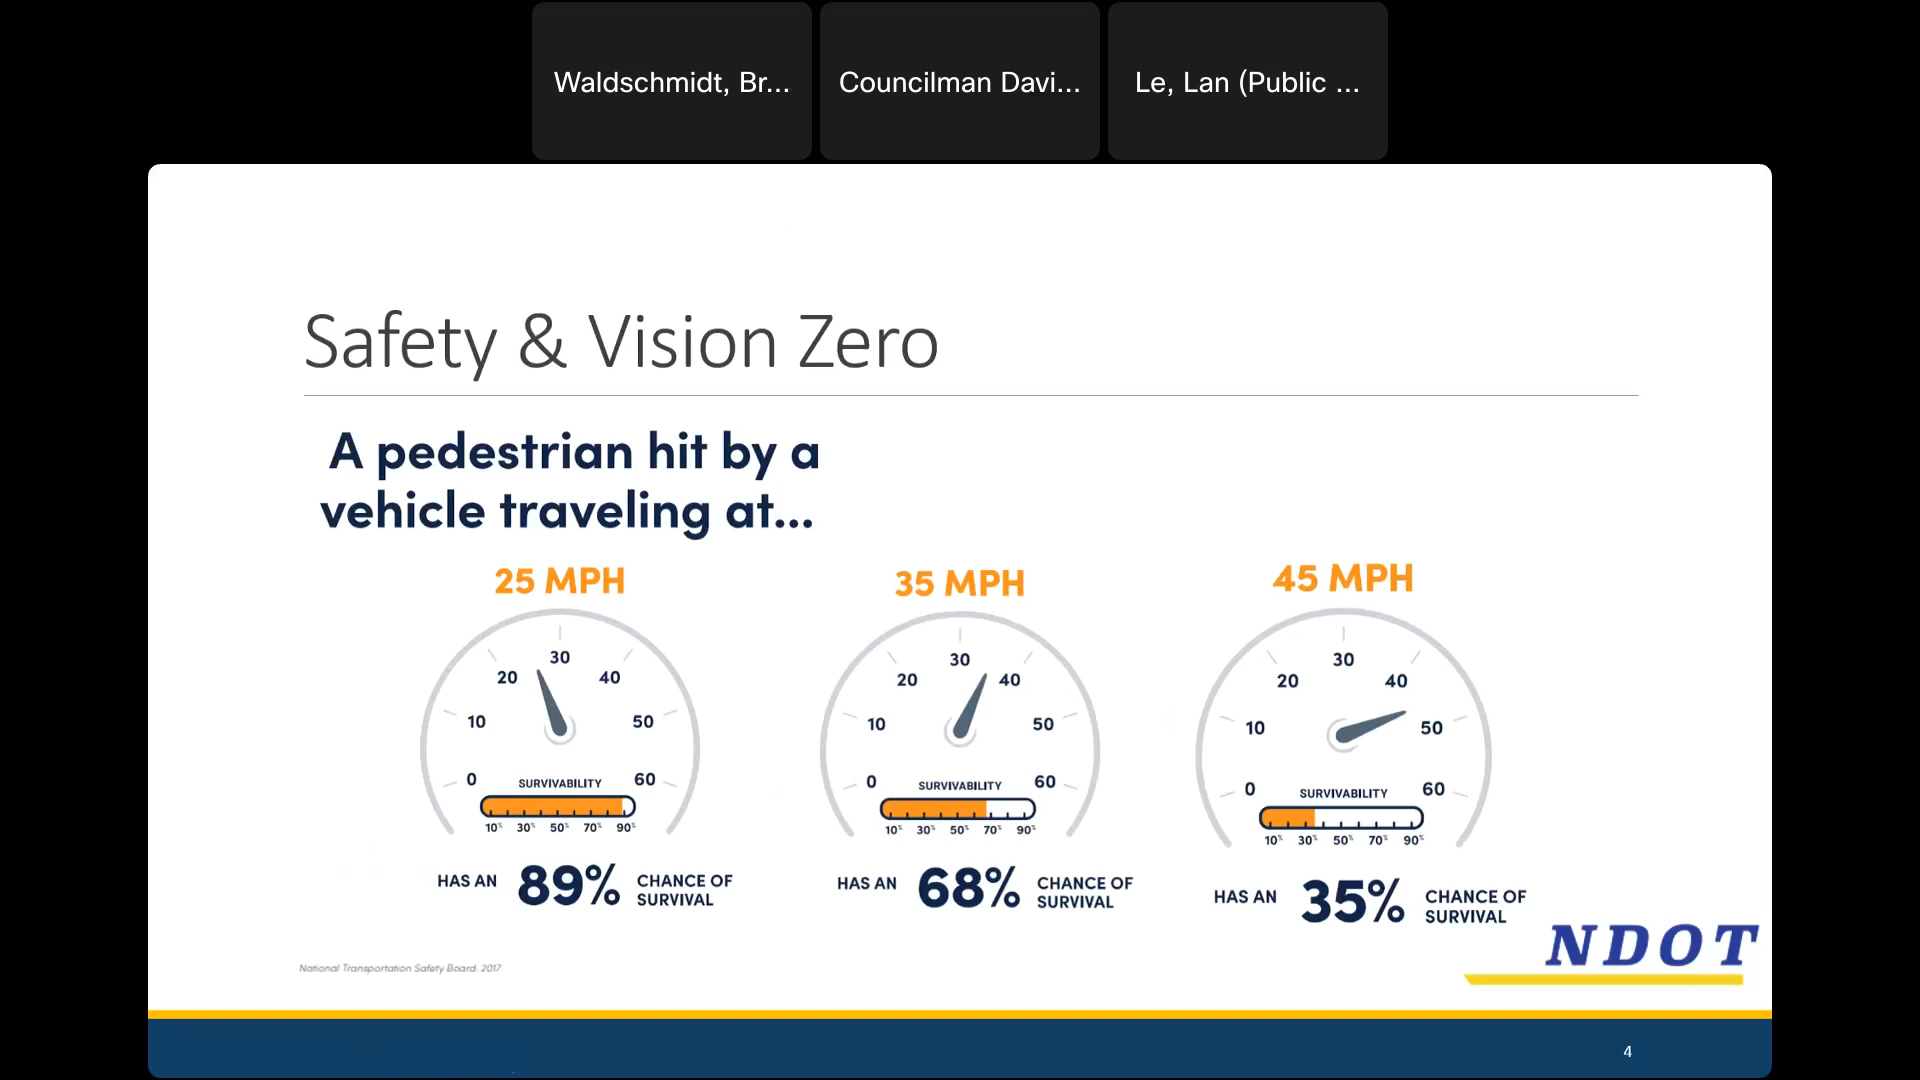 Waldschmidt, Br...
Councilman Davi...
Le, Lan (Public ...
Safety & Vision Zero
A pedestrian hit by a
vehicle traveling at...
25 MPH
0 10 20 30 40 50 60
SURVIVABILITY
10% 30% 50% 70% 90%
HAS AN 89% CHANCE OF SURVIVAL
35 MPH
0 10 20 30 40 50 60
SURVIVABILITY
10% 30% 50% 70% 90%
HAS AN 68% CHANCE OF SURVIVAL
45 MPH
0 10 20 30 40 50 60
SURVIVABILITY
10% 30% 50% 70% 90%
HAS AN 35% CHANCE OF SURVIVAL
National Transportation Safety Board. 2017
NDOT
4